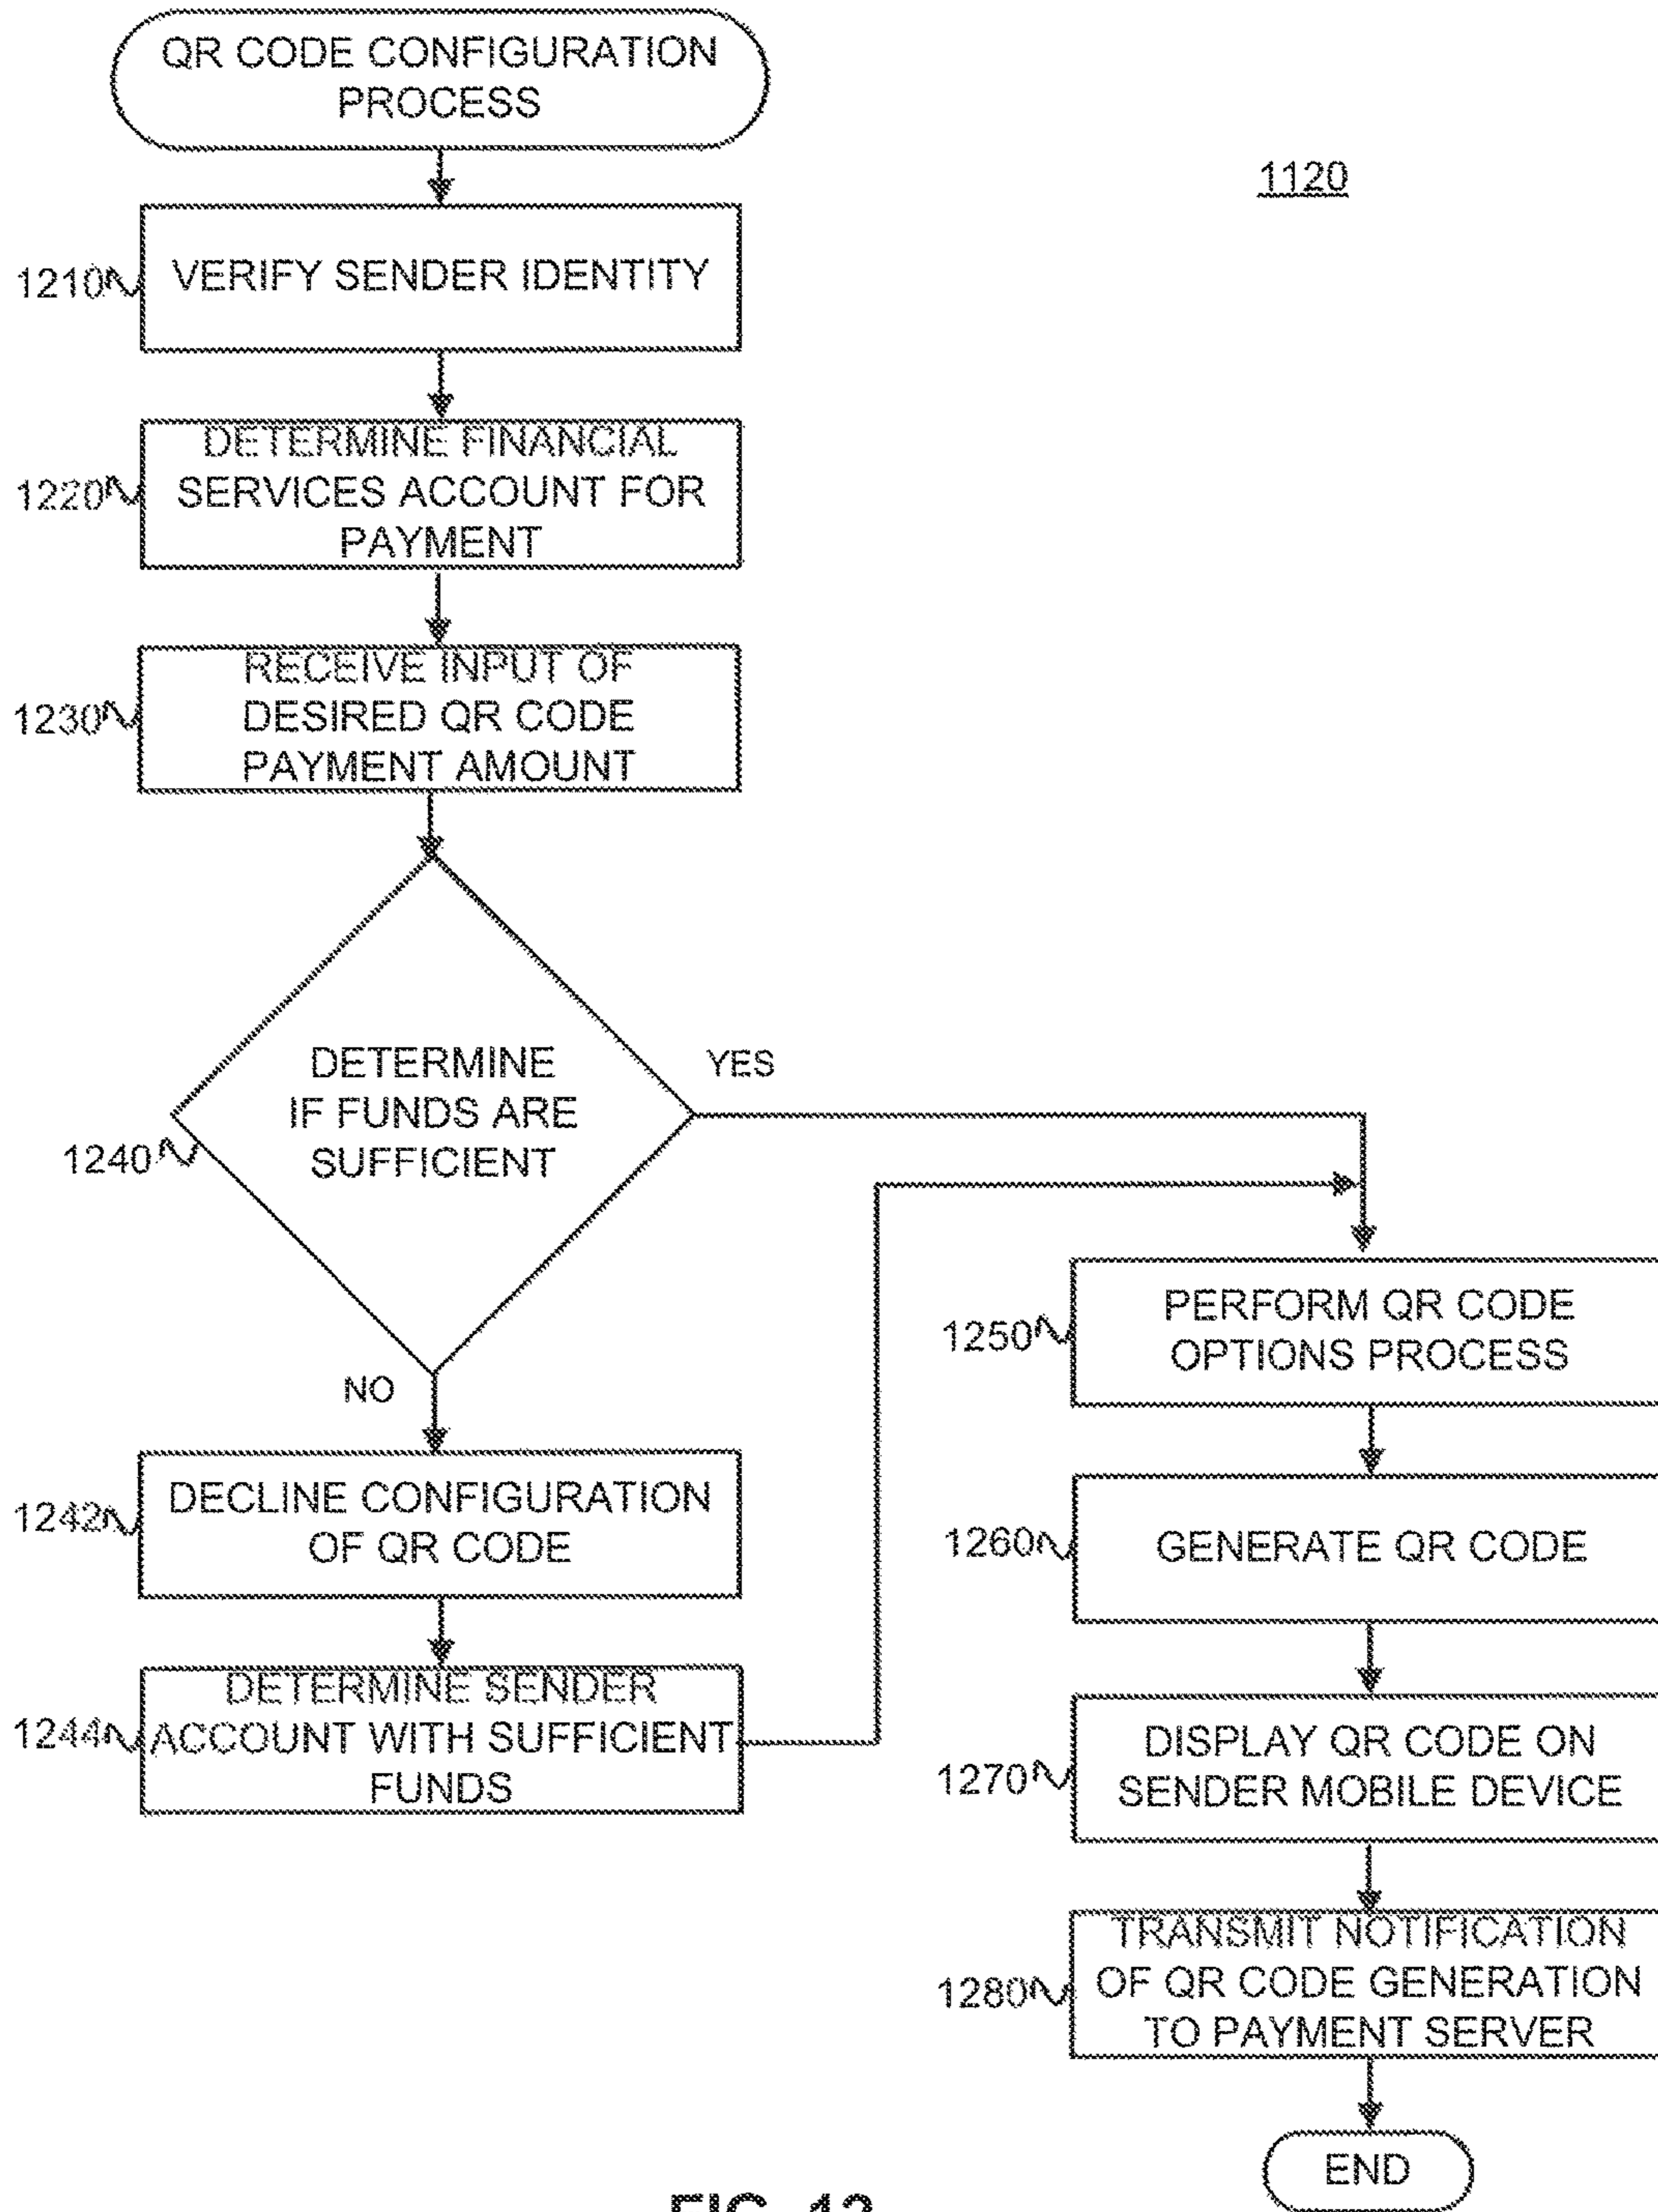 QR CODE CONFIGURATION
PROCESS
1120
1210
VERIFY SENDER IDENTITY
1220
DETERMINE FINANCIAL
SERVICES ACCOUNT FOR
PAYMENT
1230
RECEIVE INPUT OF
DESIRED QR CODE
PAYMENT AMOUNT
1240
DETERMINE
IF FUNDS ARE
SUFFICIENT
YES
NO
1242
DECLINE CONFIGURATION
OF QR CODE
1244
DETERMINE SENDER
ACCOUNT WITH SUFFICIENT
FUNDS
1250
PERFORM QR CODE
OPTIONS PROCESS
1260
GENERATE QR CODE
1270
DISPLAY QR CODE ON
SENDER MOBILE DEVICE
1280
TRANSMIT NOTIFICATION
OF QR CODE GENERATION
TO PAYMENT SERVER
END
FIG.